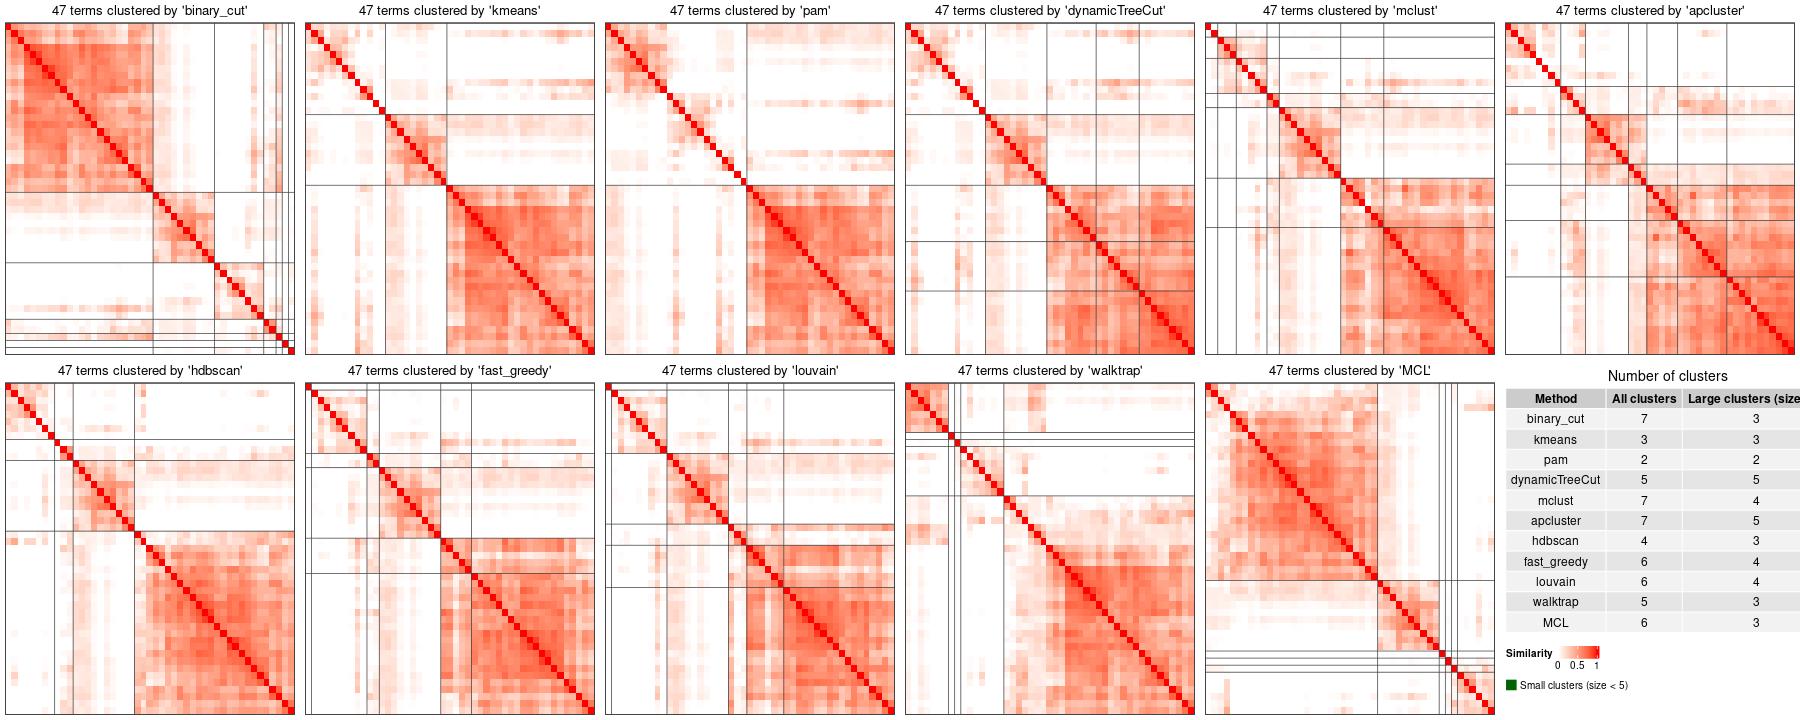 47 terms clustered by 'binary_cut'
47 terms clustered by 'kmeans'
47 terms clustered by 'pam'
47 terms clustered by 'dynamicTreeCut'
47 terms clustered by 'mclust'
47 terms clustered by 'apcluster'
47 terms clustered by 'hdbscan'
47 terms clustered by 'fast_greedy'
47 terms clustered by 'louvain'
47 terms clustered by 'walktrap'
47 terms clustered by 'MCL'
Number of clusters
Method All clusters Large clusters (size
binary_cut 7 3
kmeans 3 3
pam 2 2
dynamicTreeCut 5 5
mclust 7 4
apcluster 7 5
hdbscan 4 3
fast_greedy 6 4
louvain 6 4
walktrap 5 3
MCL 6 3
Similarity
0 0.5 1
Small clusters (size < 5)